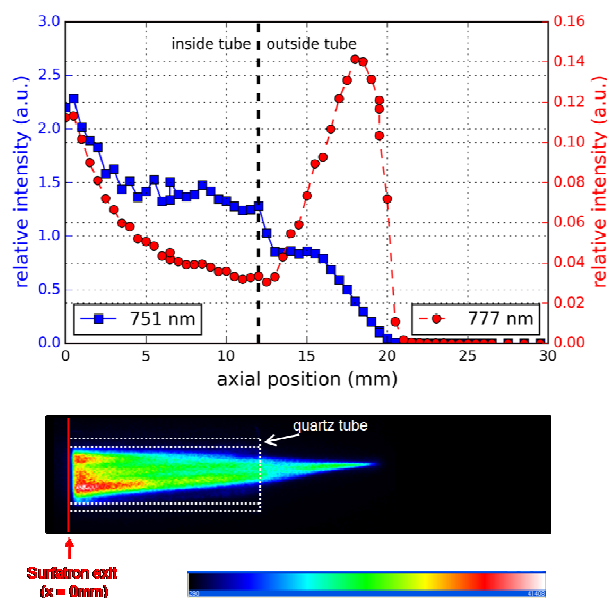 inside tube outside tube
relative intensity (a.u.)
3.0
2.5
2.0
1.5
1.0
0.5
0.0
0.16
0.14
0.12
0.10
0.08
0.06
0.04
0.02
0.00
relative intensity (a.u.)
751 nm
777 nm
0 5 10 15 20 25 30
axial position (mm)
quartz tube
Surfatron exit
(x = 0mm)
290 41408